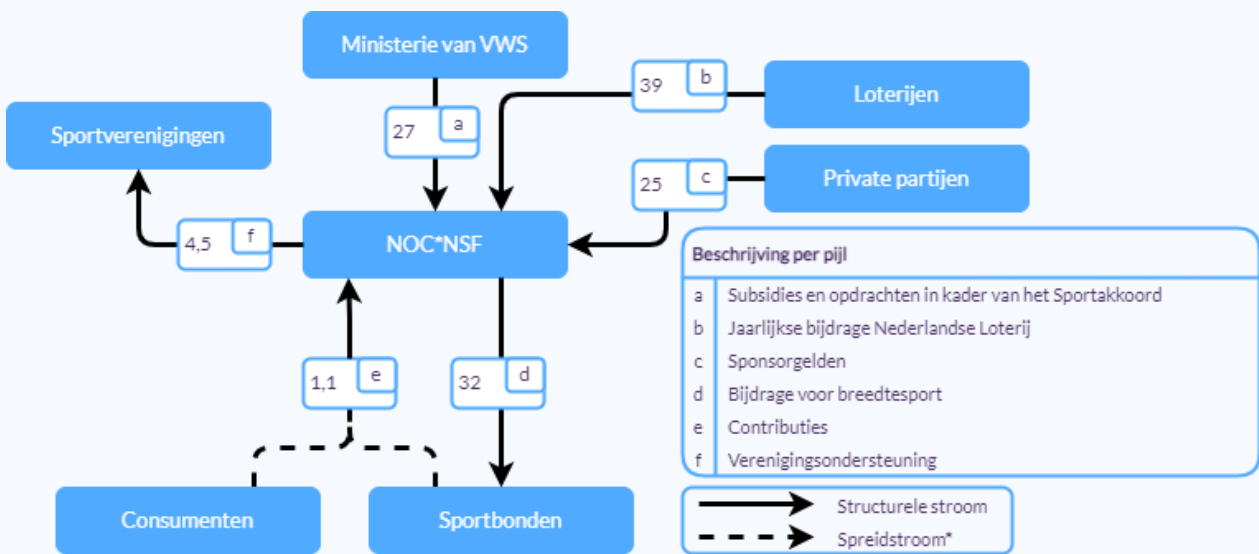 Ministerie van VWS
39 b
Loterijen
27 a
Sportverenigingen
25 c
Private partijen
4,5 f
NOC*NSF
Beschrijving per pijl
a Subsidies en opdrachten in kader van het Sportakkoord
b Jaarlijkse bijdrage Nederlandse Loterij
c Sponsorgelden
d Bijdrage voor breedtesport
e Contributies
f Verenigingsondersteuning
1,1 e
32 d
Consumenten
Sportbonden
Structurele stroom
Spreidstroom*